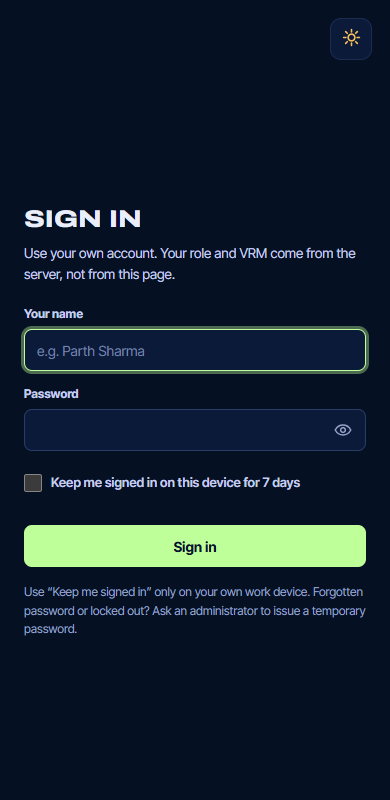 SIGN IN
Use your own account. Your role and VRM come from the
server, not from this page.
Your name
e.g. Parth Sharma
Password
Keep me signed in on this device for 7 days
Sign in
Use “Keep me signed in” only on your own work device. Forgotten
password or locked out? Ask an administrator to issue a temporary
password.